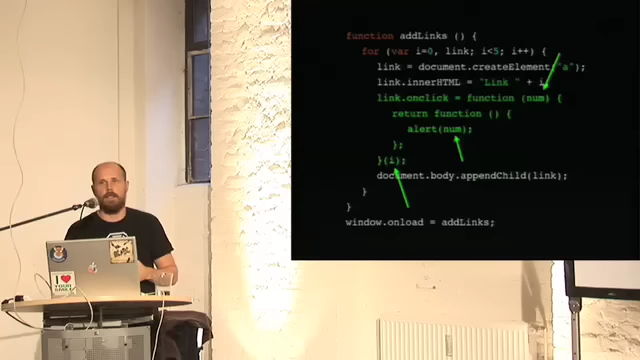 function addLinks () {
for (var i=0, link; i<5; i++) {
link = document.createElement("a");
link.innerHTML = "Link " + i
link.onclick = function (num) {
return function () {
alert(num);
};
}(i);
document.body.appendChild(link);
}
}
window.onload = addLinks;
I ♥
YOUR